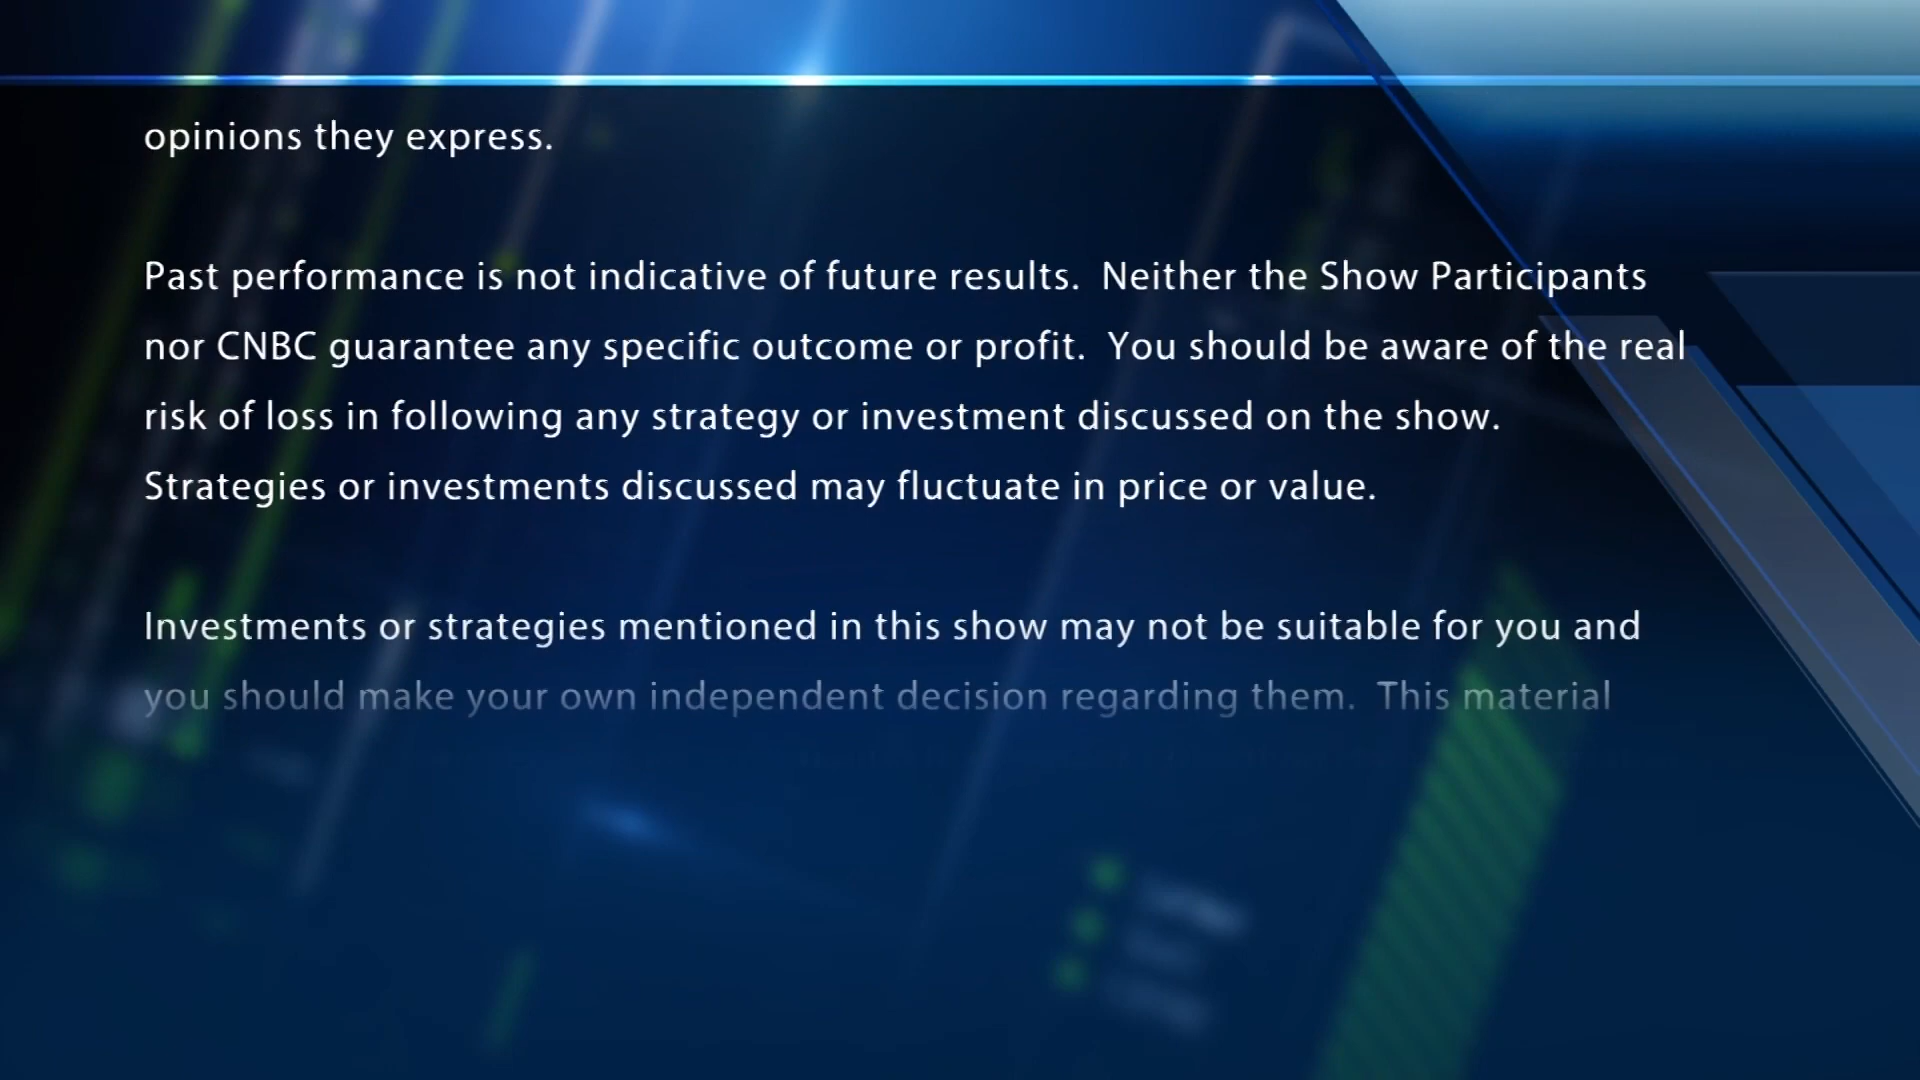 opinions they express.
Past performance is not indicative of future results.  Neither the Show Participants
nor CNBC guarantee any specific outcome or profit.  You should be aware of the real
risk of loss in following any strategy or investment discussed on the show.
Strategies or investments discussed may fluctuate in price or value.
Investments or strategies mentioned in this show may not be suitable for you and
you should make your own independent decision regarding them.  This material